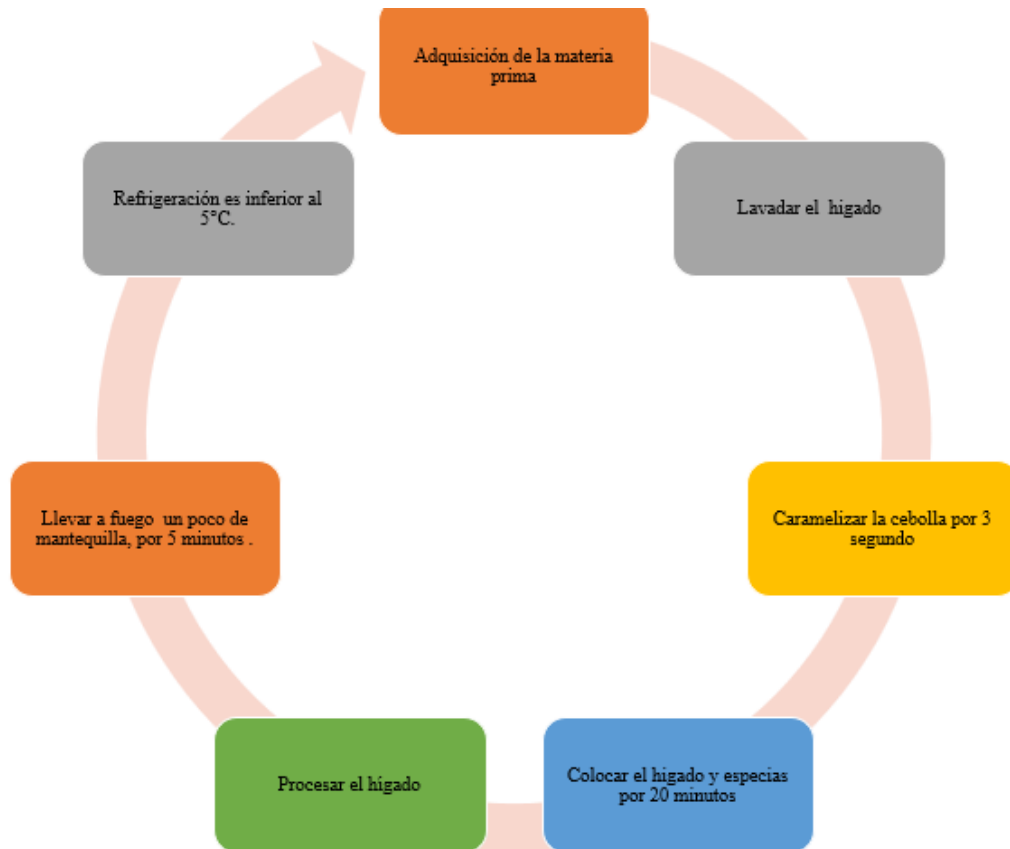 Adquisición de la materia
prima
Lavadar el  higado
Caramelizar la cebolla por 3
segundo
Colocar el higado y especias
por 20 minutos
Procesar el hígado
Llevar a fuego  un poco de
mantequilla, por 5 minutos .
Refrigeración es inferior al
5°C.